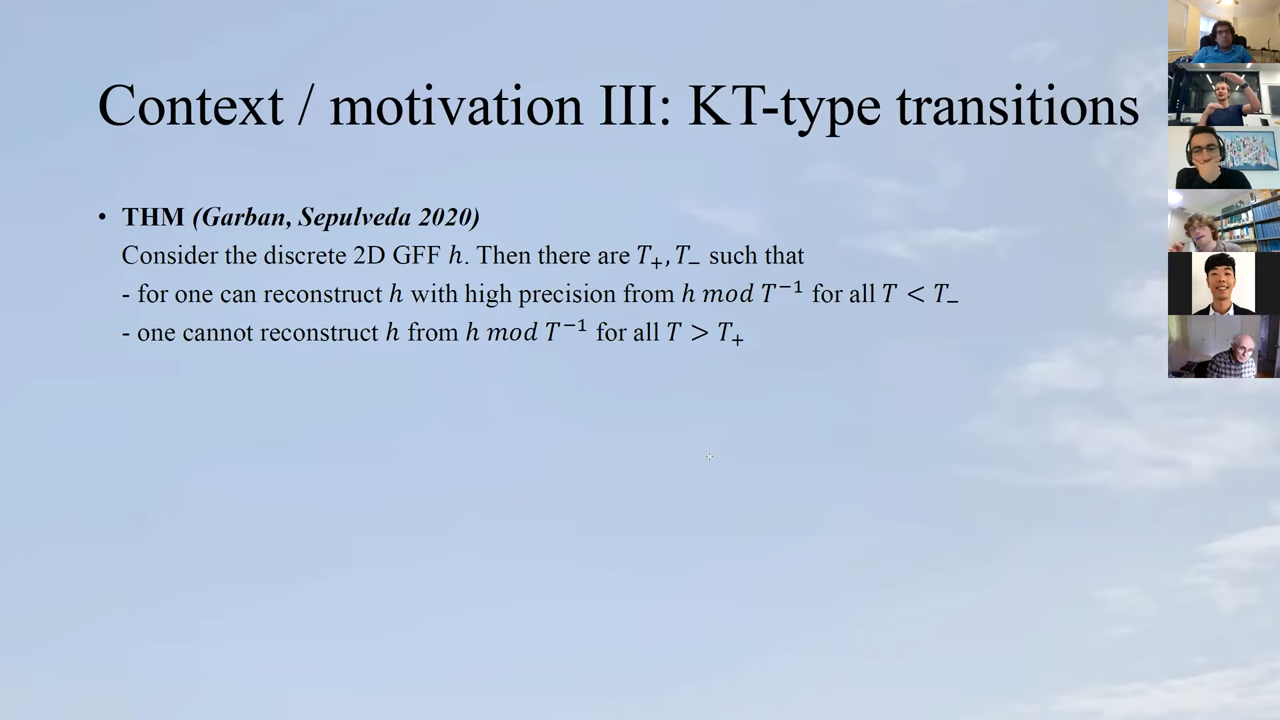 Context / motivation III: KT-type transitions
• THM (Garban, Sepulveda 2020)
Consider the discrete 2D GFF h. Then there are T₊, T₋ such that
- for one can reconstruct h with high precision from h mod T⁻¹ for all T < T₋
- one cannot reconstruct h from h mod T⁻¹ for all T > T₊